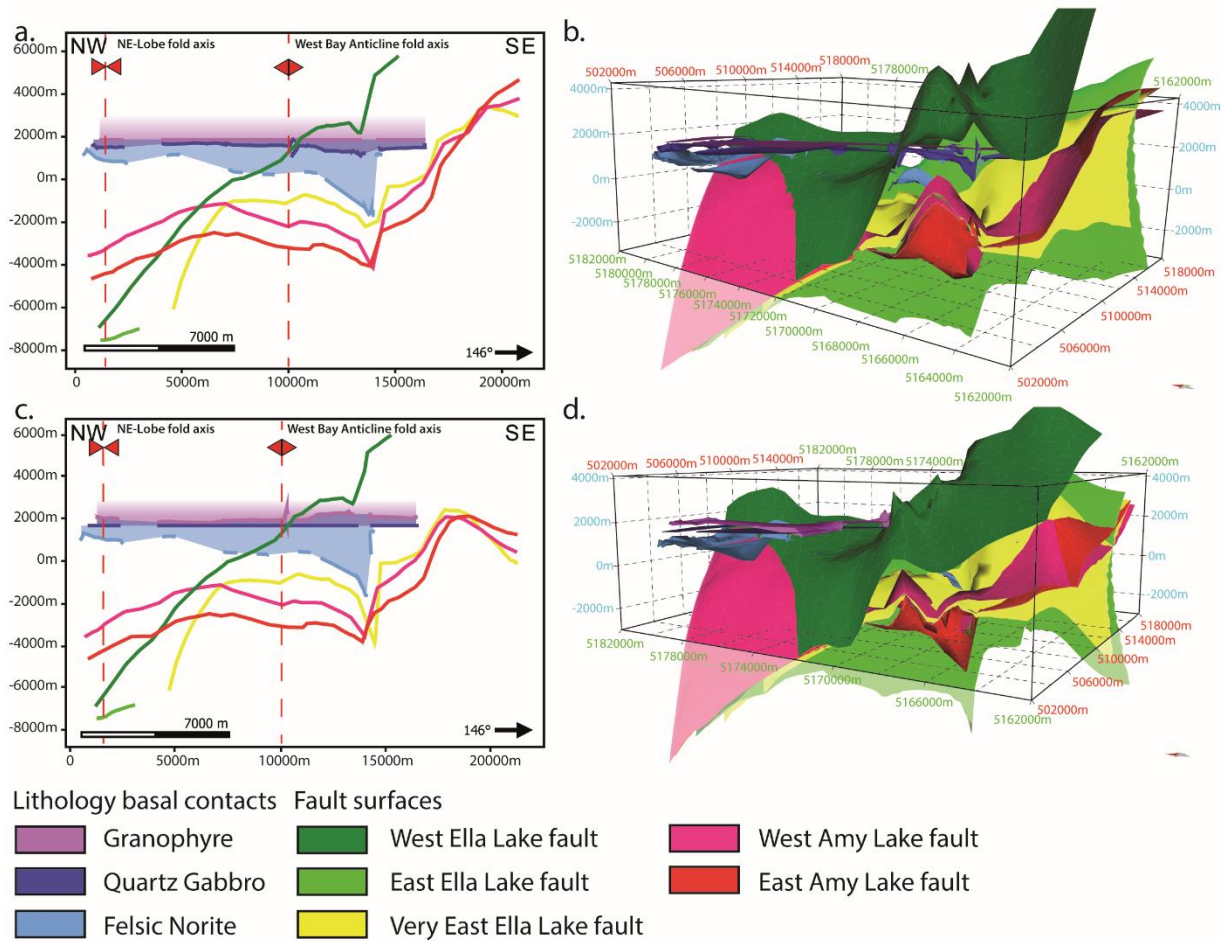 a.
NW
NE-Lobe fold axis
West Bay Anticline fold axis
SE
6000m
4000m
2000m
0m
-2000m
-4000m
-6000m
-8000m
7000 m
146°
0
5000m
10000m
15000m
20000m
b.
502000m
506000m
510000m
514000m
518000m
5178000m
5162000m
4000m
2000m
0m
-2000m
4000m
2000m
0m
-2000m
5182000m
5180000m
5178000m
5176000m
5174000m
5172000m
5170000m
5168000m
5166000m
5164000m
5162000m
518000m
514000m
510000m
506000m
502000m
c.
NW
NE-Lobe fold axis
West Bay Anticline fold axis
SE
6000m
4000m
2000m
0m
-2000m
-4000m
-6000m
-8000m
7000 m
146°
0
5000m
10000m
15000m
20000m
d.
502000m
506000m
510000m
514000m
5182000m
5178000m
5174000m
5162000m
4000m
2000m
0m
-2000m
4000m
2000m
0m
-2000m
5182000m
5178000m
5174000m
5170000m
5166000m
5162000m
518000m
514000m
510000m
506000m
502000m
Lithology basal contacts
Granophyre
Quartz Gabbro
Felsic Norite
Fault surfaces
West Ella Lake fault
East Ella Lake fault
Very East Ella Lake fault
West Amy Lake fault
East Amy Lake fault